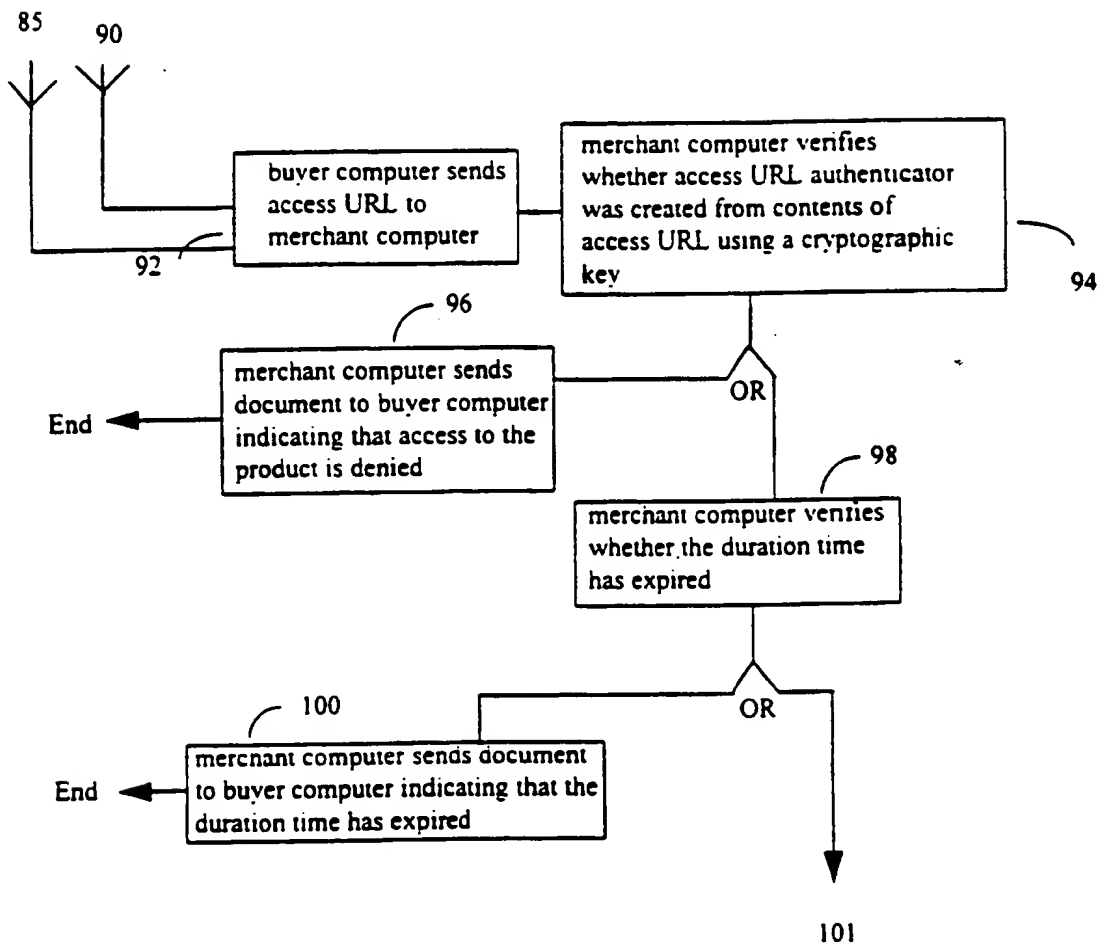 85
90
buyer computer sends
access URL to
merchant computer
92
merchant computer verifies
whether access URL authenticator
was created from contents of
access URL using a cryptographic
key
94
96
merchant computer sends
document to buyer computer
indicating that access to the
product is denied
End
OR
98
merchant computer verifies
whether the duration time
has expired
OR
100
merchant computer sends document
to buyer computer indicating that the
duration time has expired
End
101